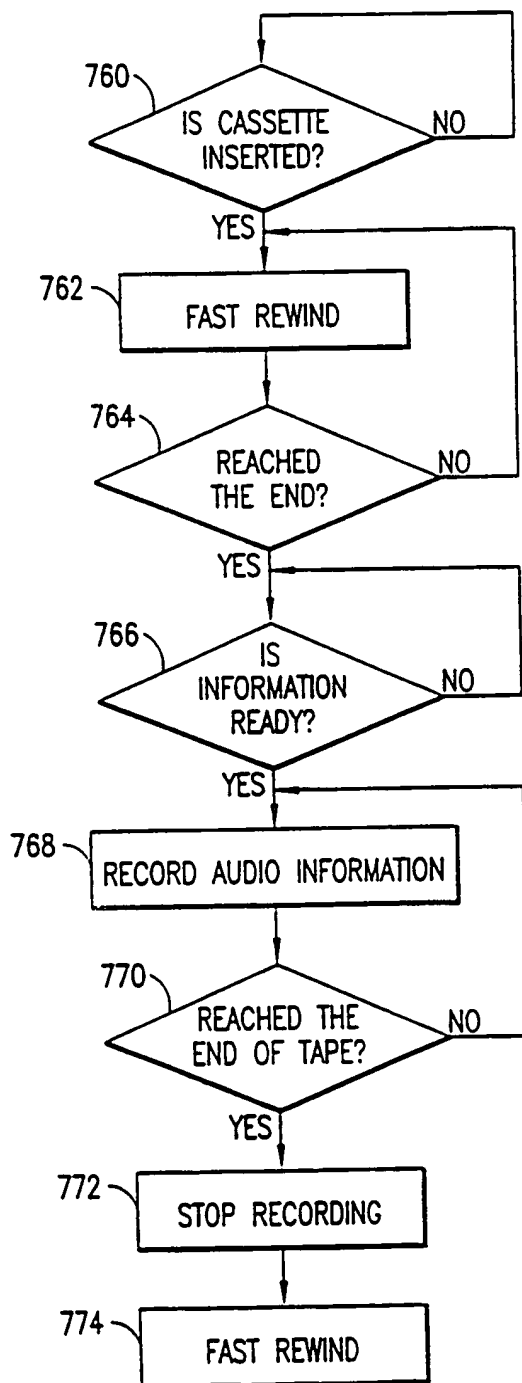 760
IS CASSETTE
INSERTED?
NO
YES
762
FAST REWIND
764
REACHED
THE END?
NO
YES
766
IS
INFORMATION
READY?
NO
YES
768
RECORD AUDIO INFORMATION
770
REACHED THE
END OF TAPE?
NO
YES
772
STOP RECORDING
774
FAST REWIND